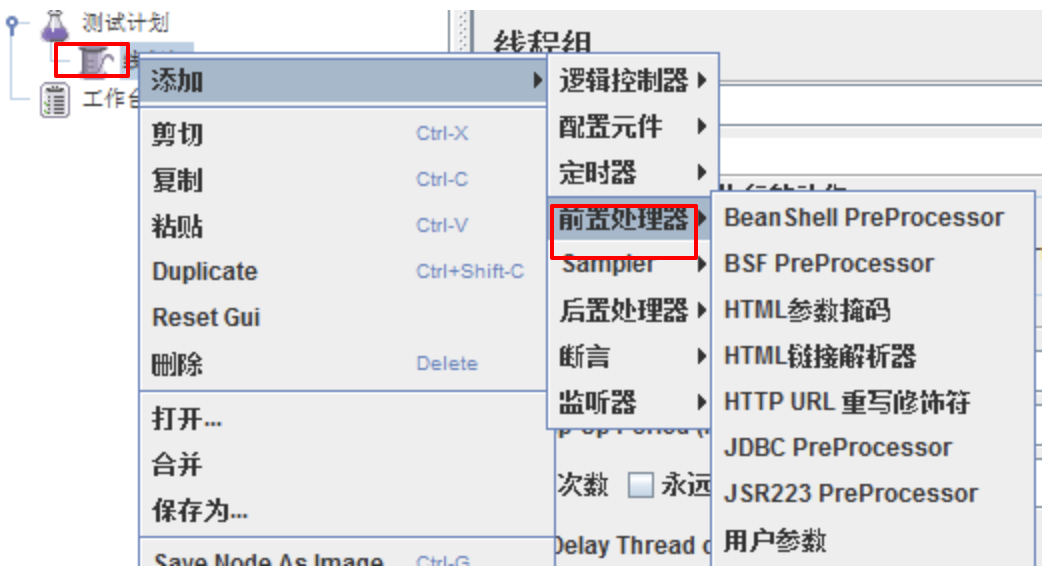 测试计划
线程组
工作台
添加
剪切 Ctrl-X
复制 Ctrl-C
粘贴 Ctrl-V
Duplicate Ctrl+Shift-C
Reset Gui
删除 Delete
打开...
合并
保存为...
Save Node As Image Ctrl-G
逻辑控制器
配置元件
定时器
前置处理器
Sampler
后置处理器
断言
监听器
BeanShell PreProcessor
BSF PreProcessor
HTML参数掩码
HTML链接解析器
HTTP URL 重写修饰符
JDBC PreProcessor
JSR223 PreProcessor
用户参数
次数 永远
Delay Thread